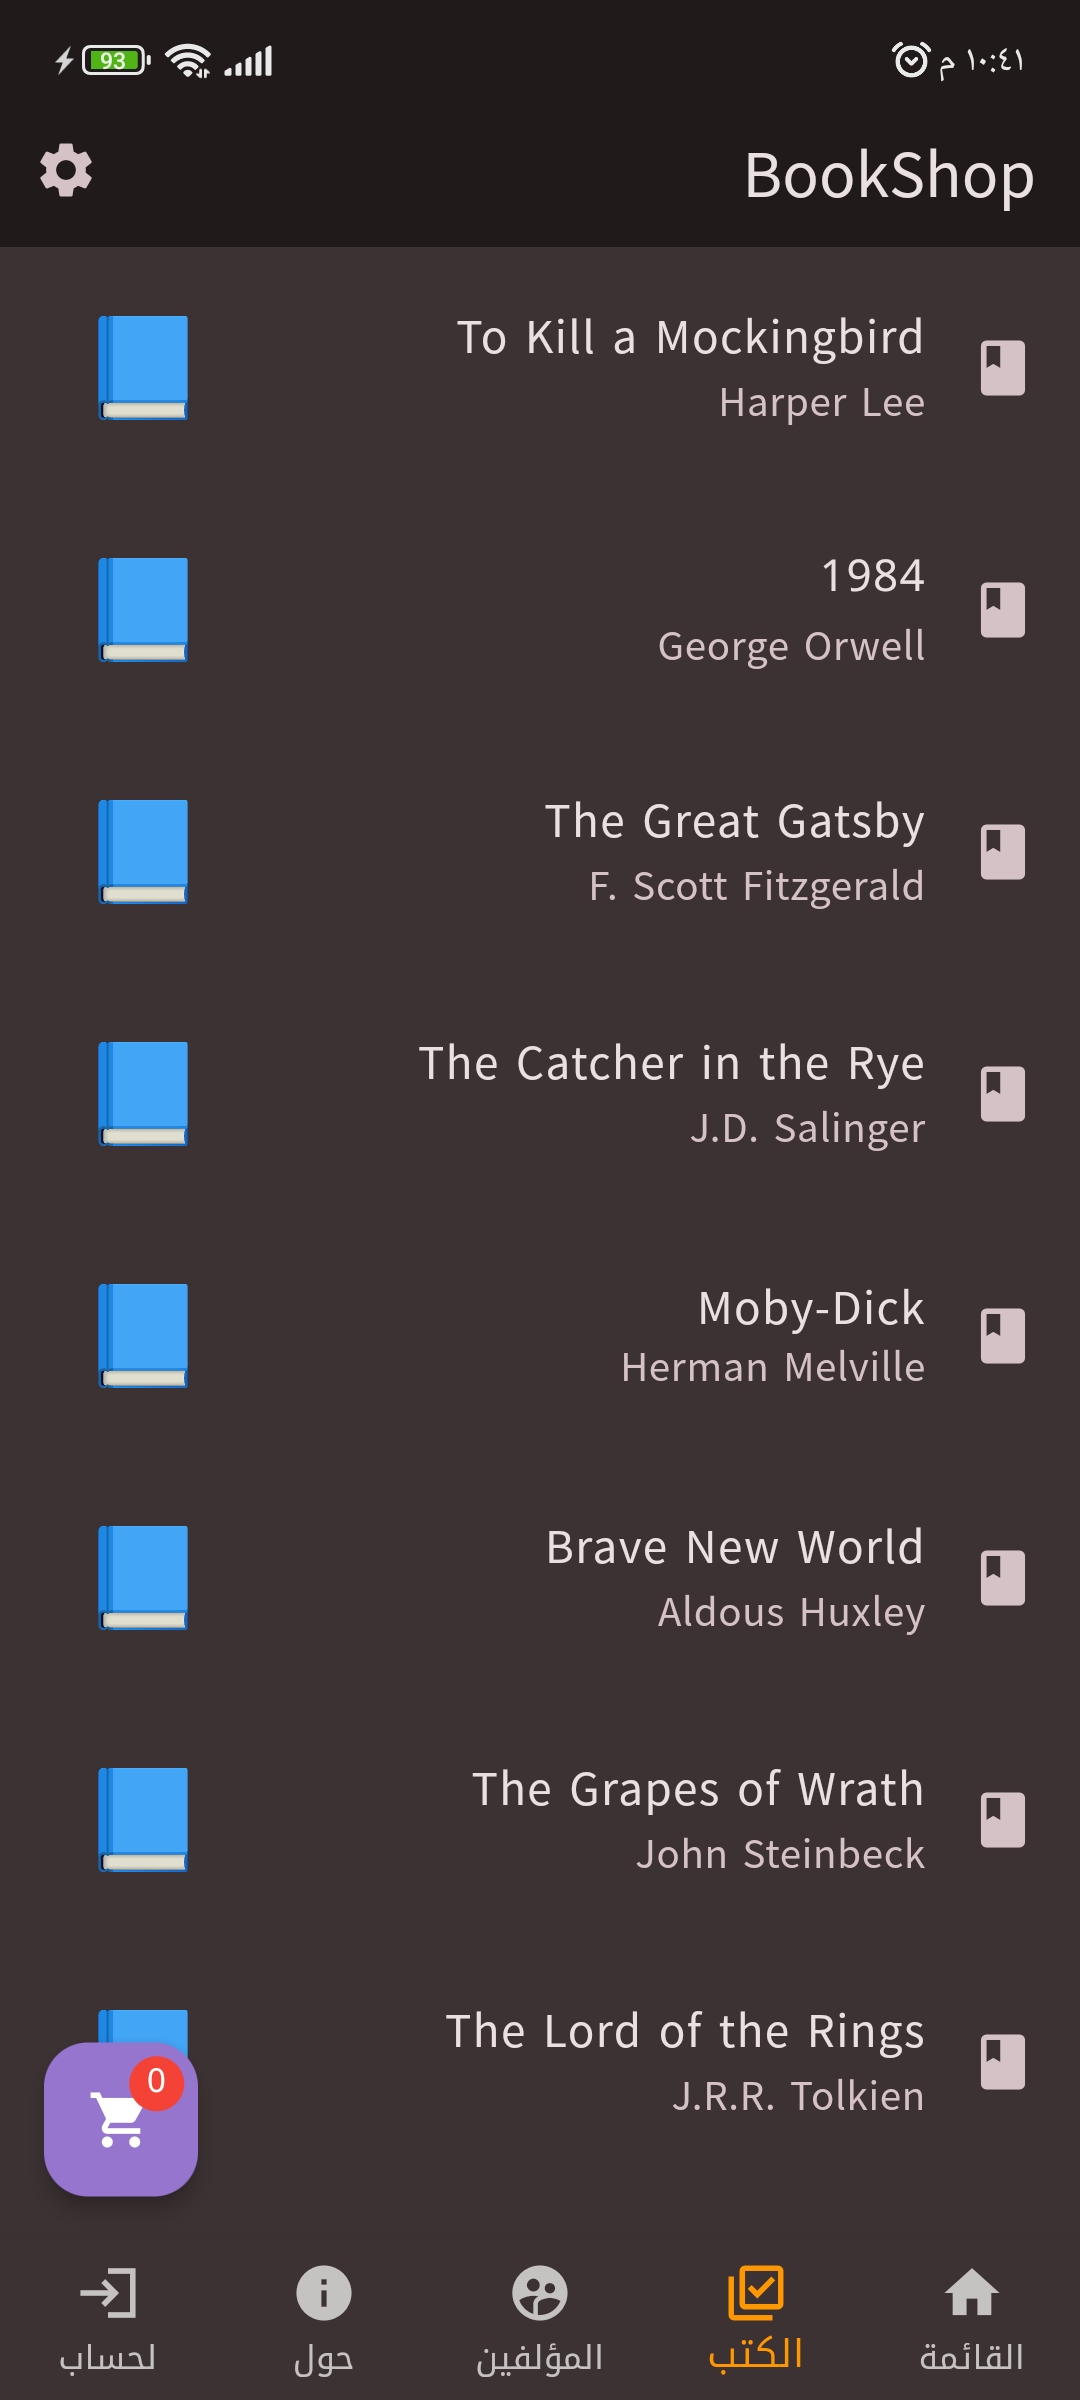 ١٠:٤١ م
93
BookShop
To Kill a Mockingbird
Harper Lee
1984
George Orwell
The Great Gatsby
F. Scott Fitzgerald
The Catcher in the Rye
J.D. Salinger
Moby-Dick
Herman Melville
Brave New World
Aldous Huxley
The Grapes of Wrath
John Steinbeck
The Lord of the Rings
J.R.R. Tolkien
0
القائمة
الكتب
المؤلفين
حول
لحساب